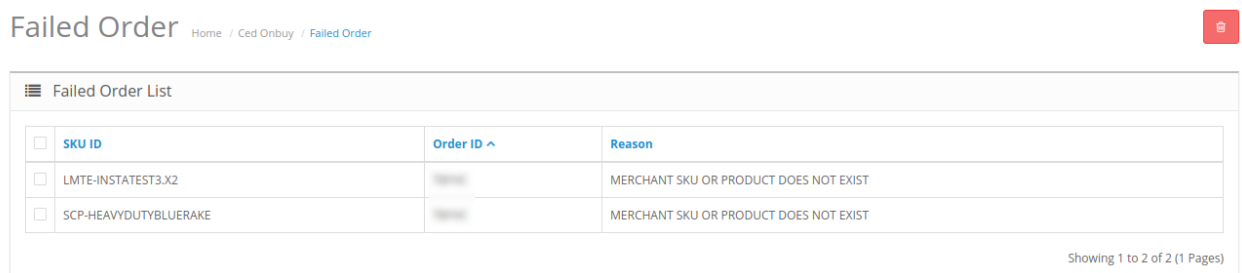 Failed Order Home / Ced Onbuy / Failed Order
Failed Order List
SKU ID Order ID Reason
LMTE-INSTATEST3.X2 MERCHANT SKU OR PRODUCT DOES NOT EXIST
SCP-HEAVYDUTYBLUERAKE MERCHANT SKU OR PRODUCT DOES NOT EXIST
Showing 1 to 2 of 2 (1 Pages)